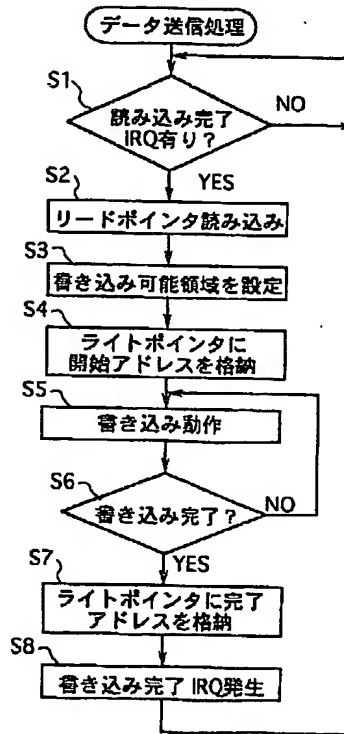 データ送信処理
S1
読み込み完了
IRQ有り?
NO
YES
S2
リードポインタ読み込み
S3
書き込み可能領域を設定
S4
ライトポインタに
開始アドレスを格納
S5
書き込み動作
S6
書き込み完了?
NO
YES
S7
ライトポインタに完了
アドレスを格納
S8
書き込み完了 IRQ発生